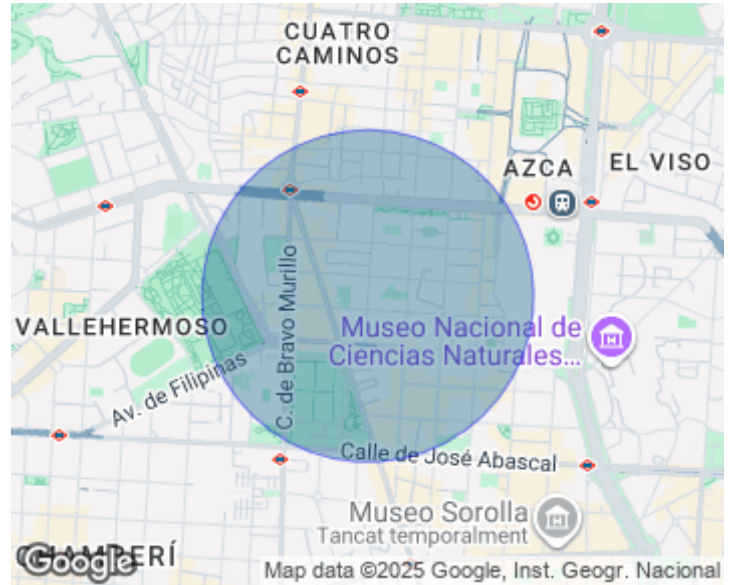 CUATRO
CAMINOS
AZCA
EL VISO
C. de Bravo Murillo
VALLEHERMOSO
Museo Nacional de
Ciencias Naturales...
Av. de Filipinas
Calle de José Abascal
Museo Sorolla
Tancat temporalment
CHAMBERÍ
Google
Map data ©2025 Google, Inst. Geogr. Nacional